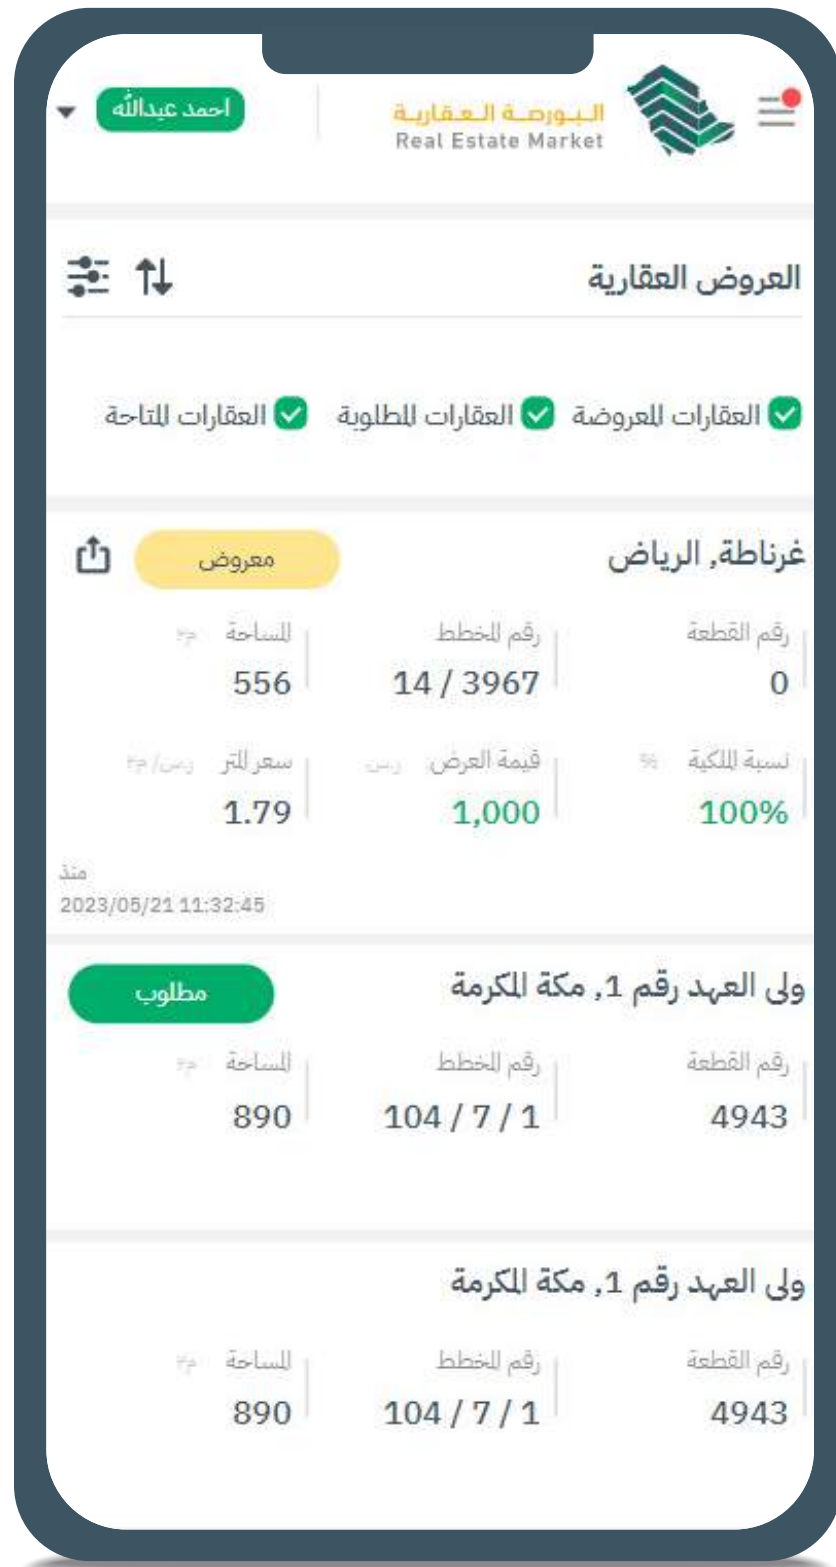 البورصة العقارية
Real Estate Market
احمد عبدالله
العروض العقارية
العقارات المعروضة العقارات المطلوبة العقارات المتاحة
غرناطة, الرياض معروض
رقم القطعة رقم المخطط المساحة م٢
0 14 / 3967 556
نسبة الملكية % قيمة العرض ر.س. سعر المتر ر.س/م٢
100% 1,000 1.79
منذ
2023/05/21 11:32:45
ولى العهد رقم 1, مكة المكرمة مطلوب
رقم القطعة رقم المخطط المساحة م٢
4943 104 / 7 / 1 890
ولى العهد رقم 1, مكة المكرمة
رقم القطعة رقم المخطط المساحة م٢
4943 104 / 7 / 1 890